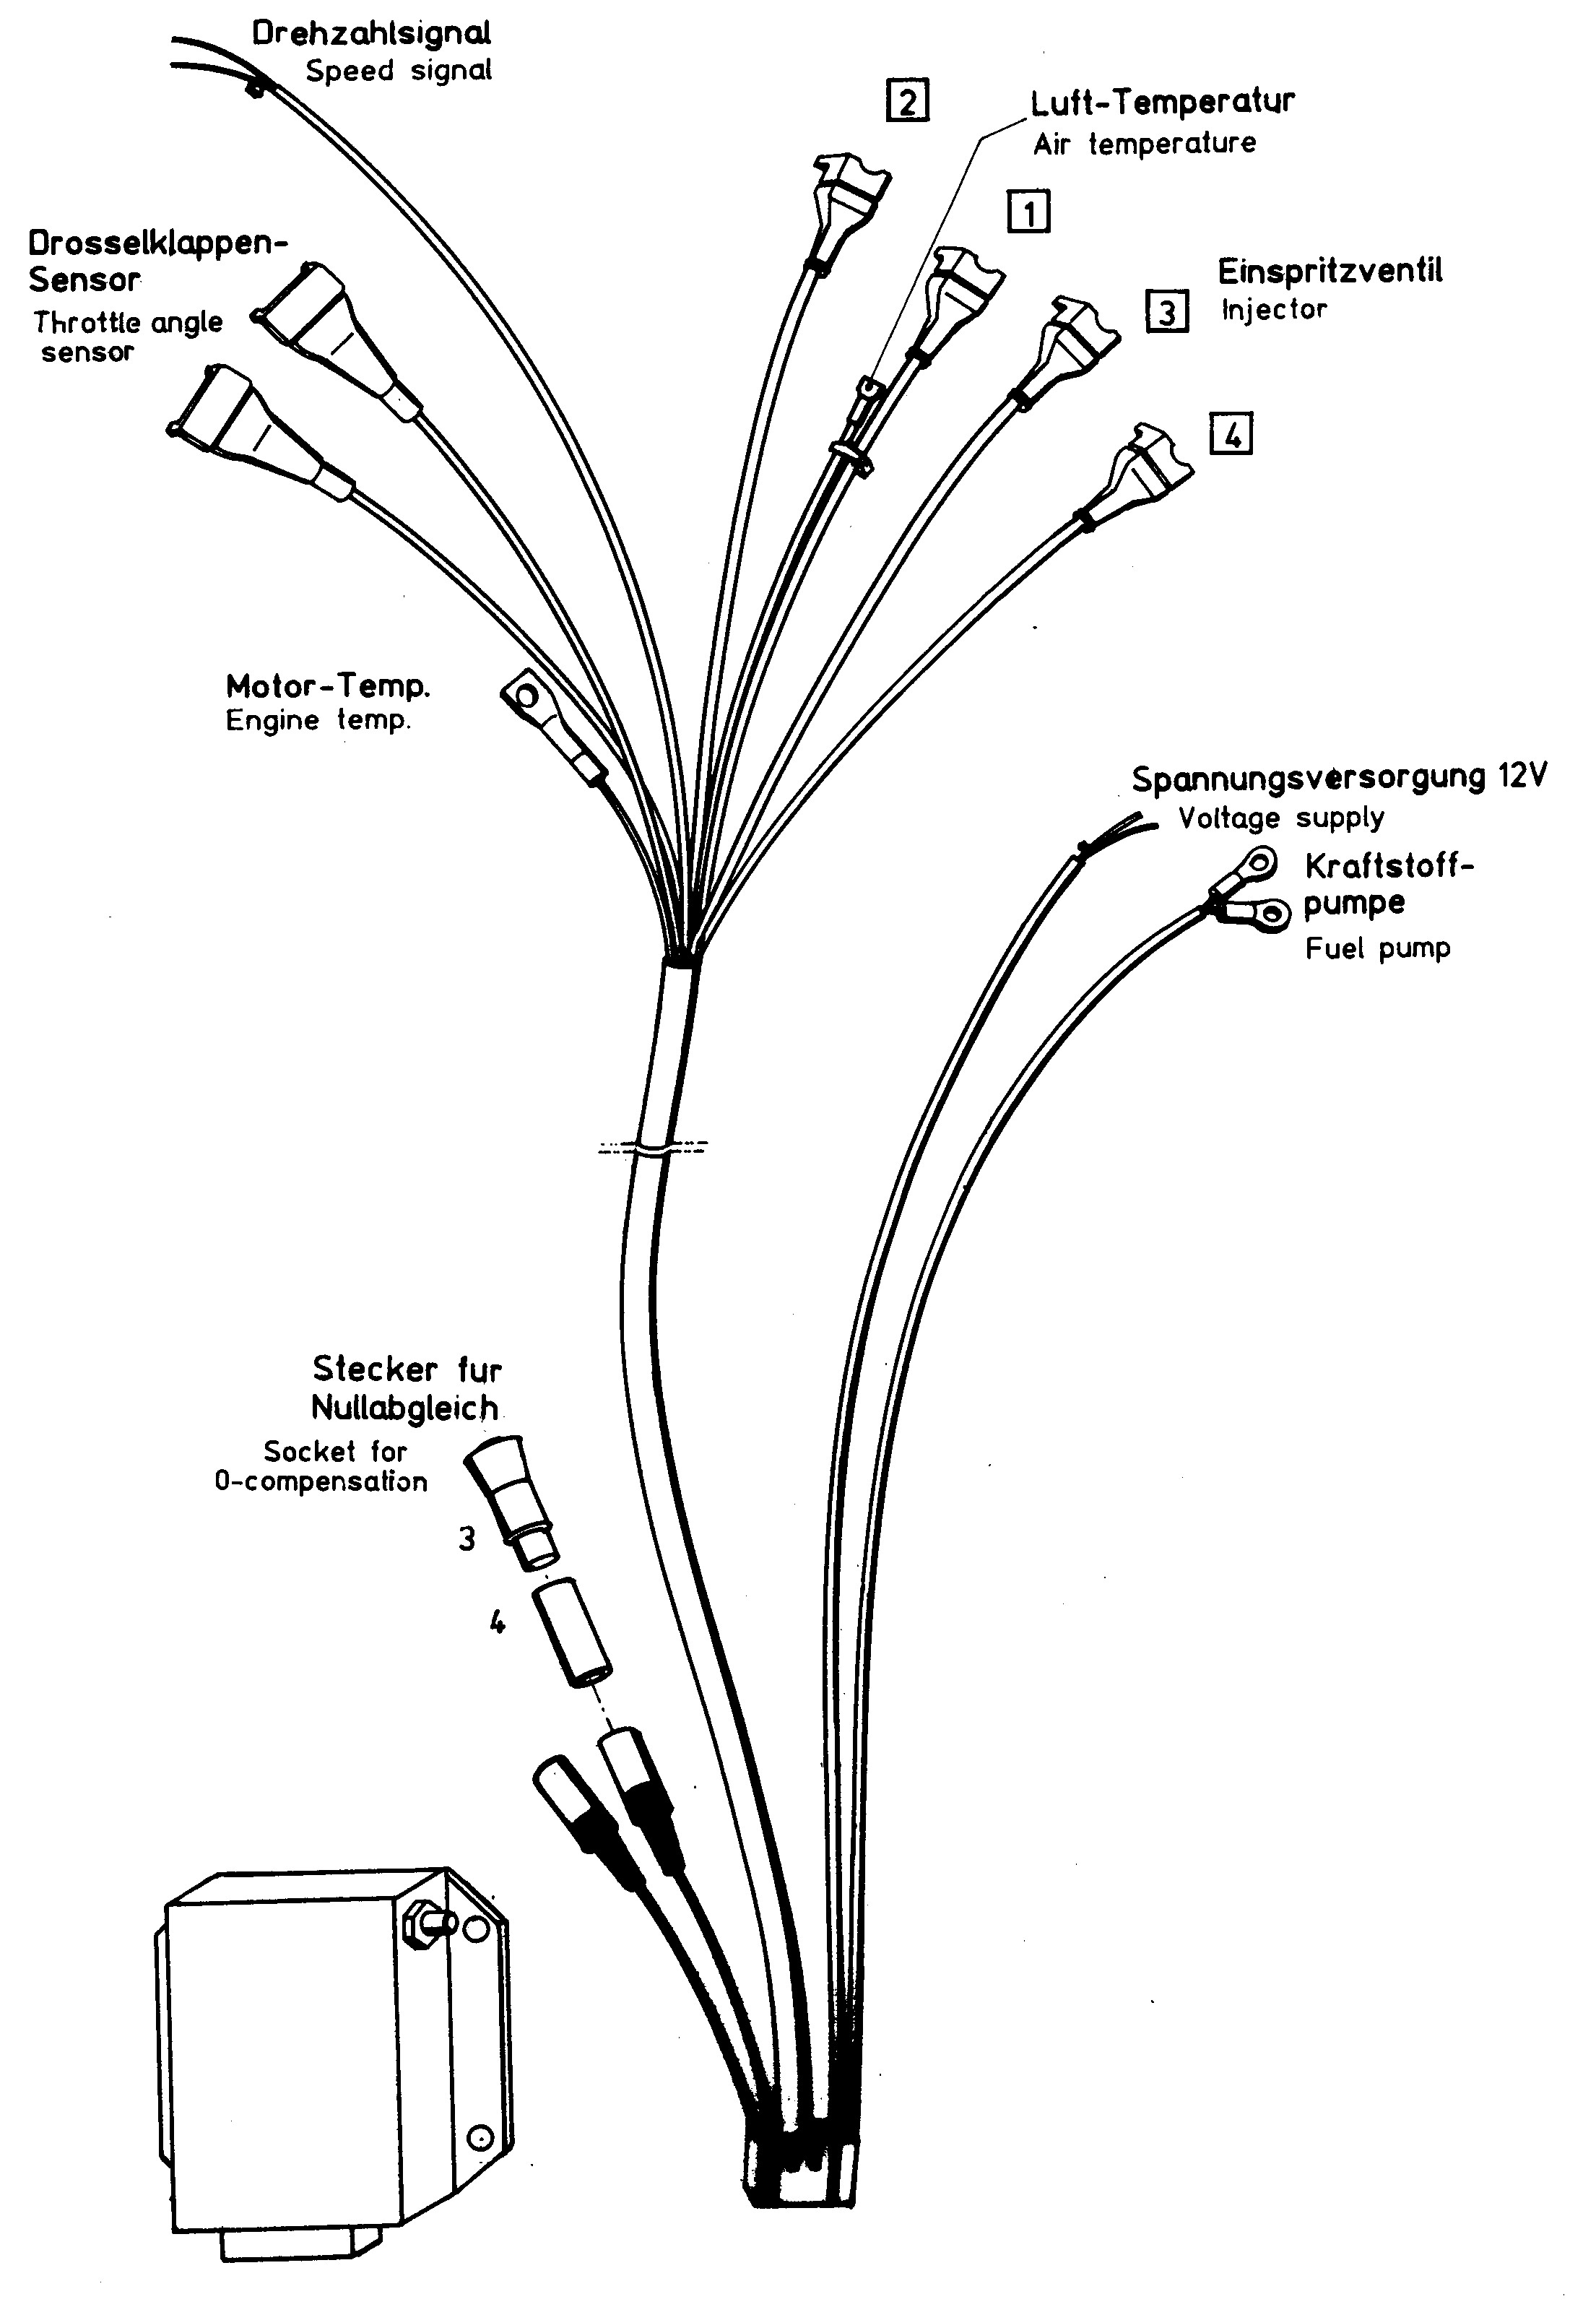 Drehzahlsignal
Speed signal
2
Luft-Temperatur
Air temperature
1
Drosselklappen-
Sensor
Throttle angle
sensor
Einspritzventil
3
Injector
4
Motor-Temp.
Engine temp.
Spannungsversorgung 12V
Voltage supply
Kraftstoff-
pumpe
Fuel pump
Stecker fur
Nullabgleich
Socket for
0-compensation
3
4